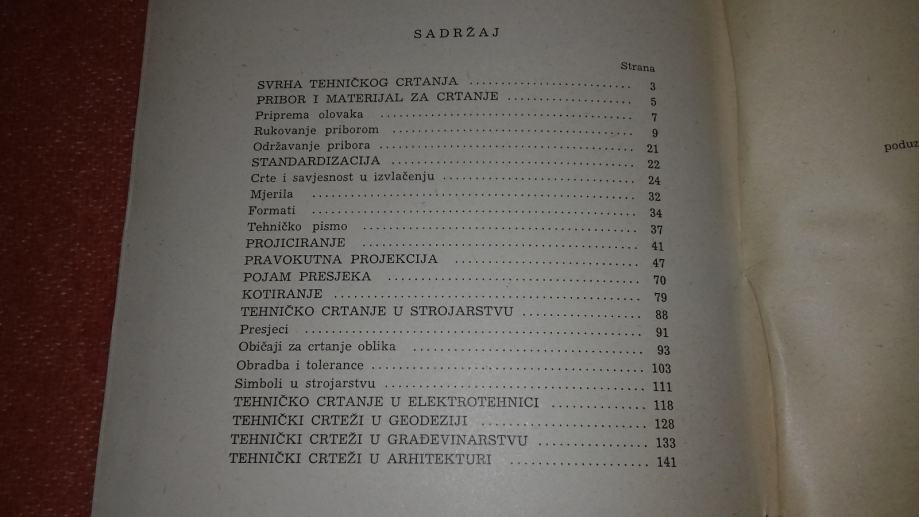 SADRŽAJ
Strana
SVRHA TEHNIČKOG CRTANJA .......................... 3
PRIBOR I MATERIJAL ZA CRTANJE .................... 5
Priprema olovaka ........................................ 7
Rukovanje priborom ...................................... 9
Održavanje pribora ........................................ 21
STANDARDIZACIJA ...................................... 22
Crte i savjesnost u izvlačenju .............................. 24
Mjerila .................................................... 32
Formati .................................................... 34
Tehničko pismo ............................................ 37
PROJICIRANJE ............................................ 41
PRAVOKUTNA PROJEKCIJA ............................ 47
POJAM PRESJEKA ........................................ 70
KOTIRANJE ................................................ 79
TEHNIČKO CRTANJE U STROJARSTVU .................. 88
Presjeci .................................................... 91
Običaji za crtanje oblika .................................... 93
Obradba i tolerance ........................................ 103
Simboli u strojarstvu ...................................... 111
TEHNIČKO CRTANJE U ELEKTROTEHNICI .............. 118
TEHNIČKI CRTEŽI U GEODEZIJI ........................ 128
TEHNIČKI CRTEŽI U GRAĐEVINARSTVU ................ 133
TEHNIČKI CRTEŽI U ARHITEKTURI .................... 141
poduz